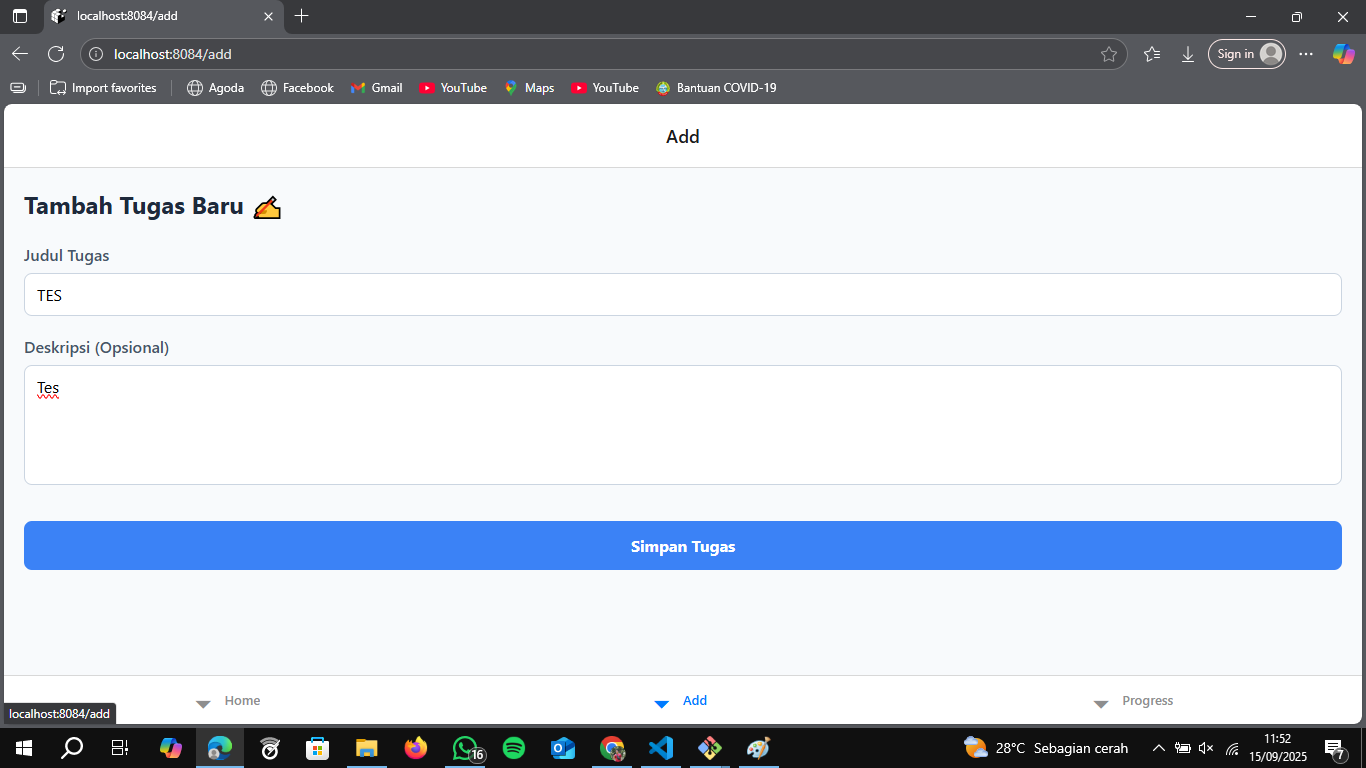 localhost:8084/add
localhost:8084/add
Sign in
Import favorites
Agoda
Facebook
Gmail
YouTube
Maps
YouTube
Bantuan COVID-19
Add
Tambah Tugas Baru
Judul Tugas
TES
Deskripsi (Opsional)
Tes
Simpan Tugas
Home
Add
Progress
localhost:8084/add
16
28°C Sebagian cerah
11:52
15/09/2025
7